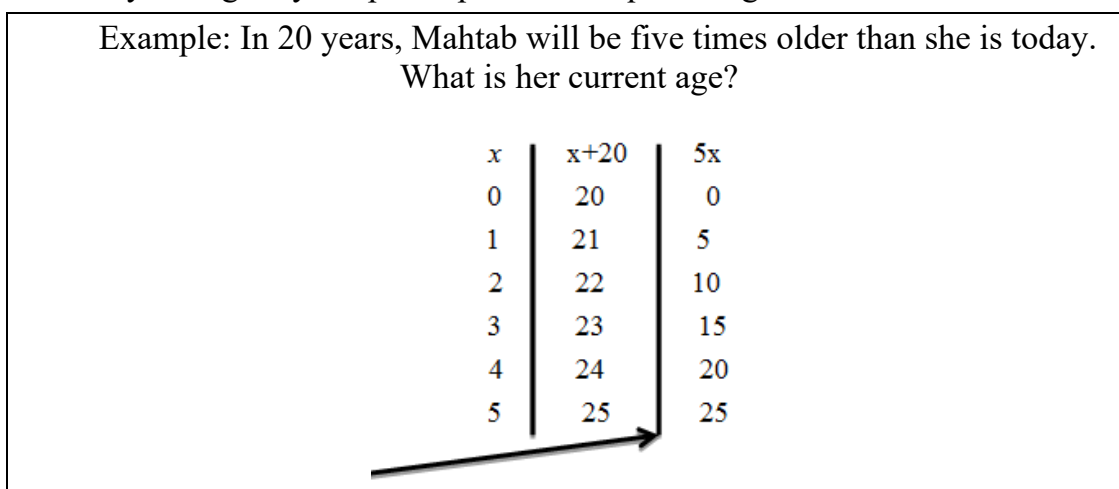 Example: In 20 years, Mahtab will be five times older than she is today.
What is her current age?
x x+20 5x
0 20 0
1 21 5
2 22 10
3 23 15
4 24 20
5 25 25